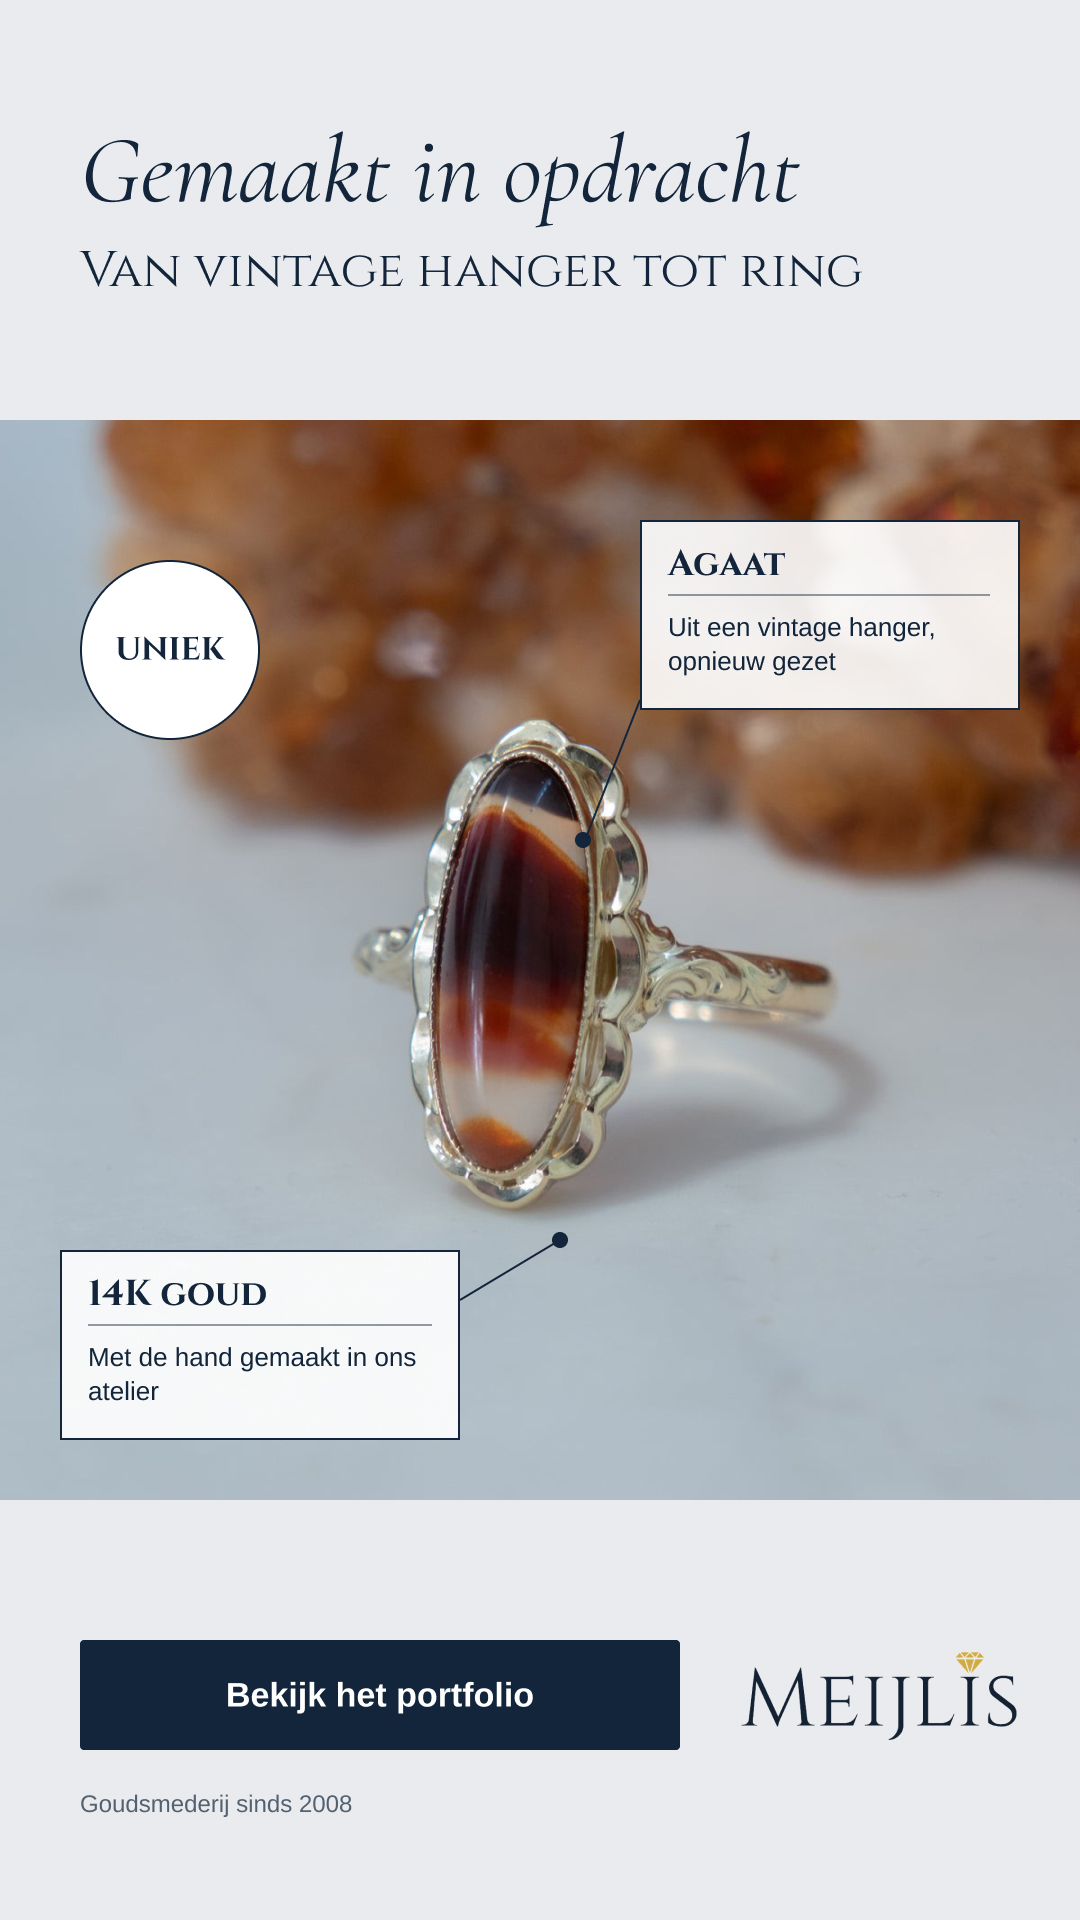 Gemaakt in opdracht
Van vintage hanger tot ring
UNIEK
Agaat
Uit een vintage hanger,
opnieuw gezet
14K goud
Met de hand gemaakt in ons
atelier
Bekijk het portfolio
Meijlis
Goudsmederij sinds 2008